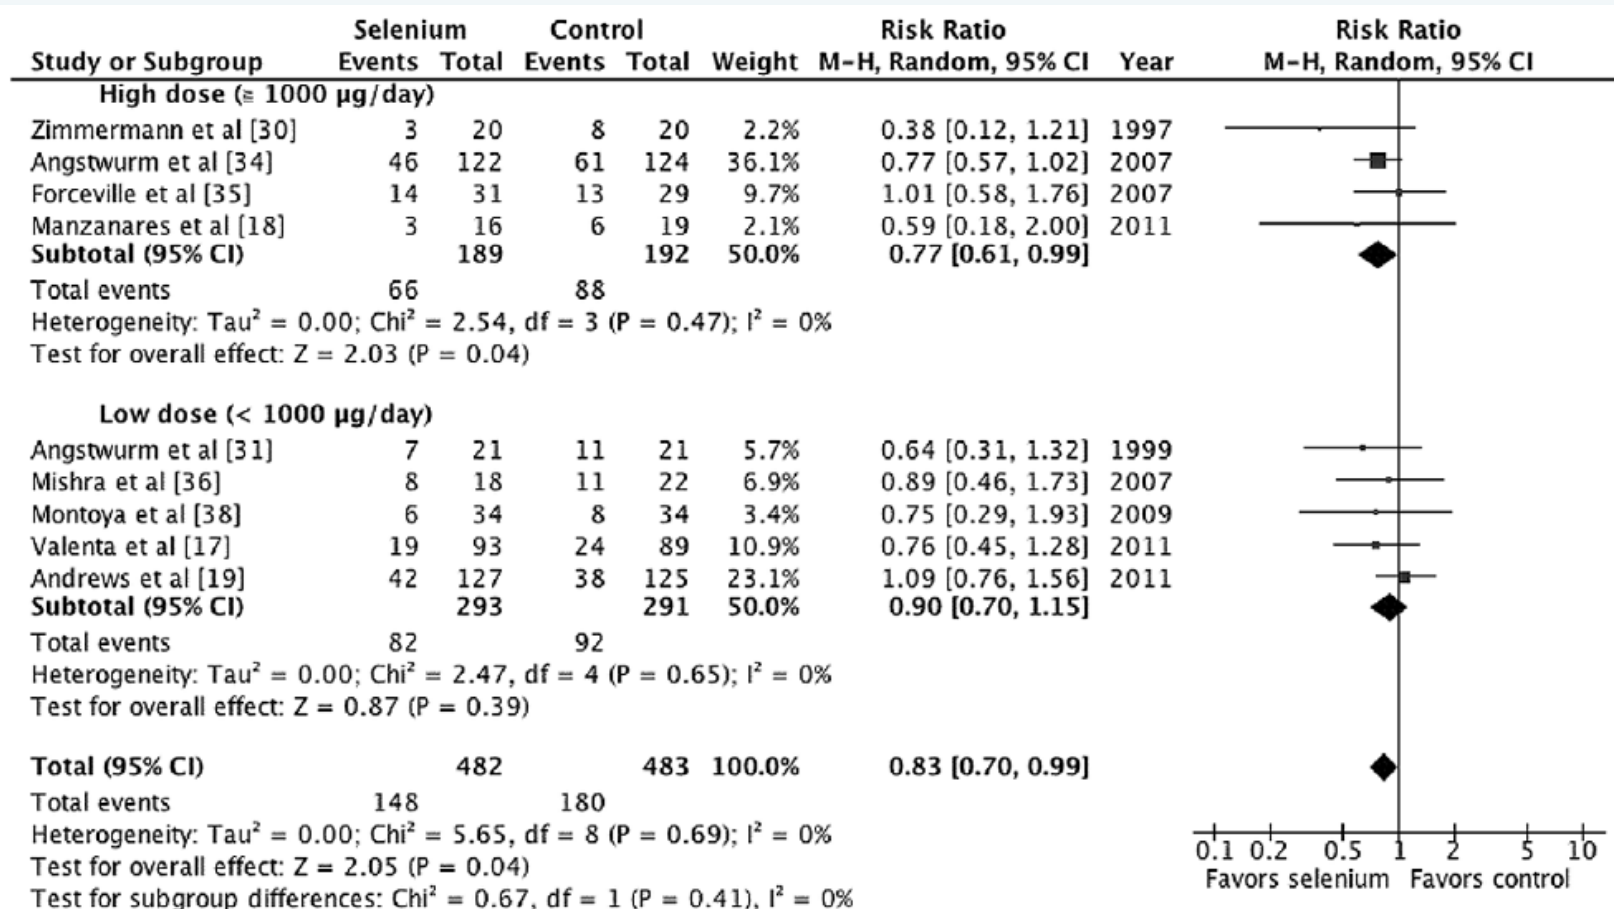 Selenium Control Risk Ratio Risk Ratio
Study or Subgroup Events Total Events Total Weight M-H, Random, 95% CI Year M-H, Random, 95% CI
High dose (≧ 1000 µg/day)
Zimmermann et al [30] 3 20 8 20 2.2% 0.38 [0.12, 1.21] 1997
Angstwurm et al [34] 46 122 61 124 36.1% 0.77 [0.57, 1.02] 2007
Forceville et al [35] 14 31 13 29 9.7% 1.01 [0.58, 1.76] 2007
Manzanares et al [18] 3 16 6 19 2.1% 0.59 [0.18, 2.00] 2011
Subtotal (95% CI) 189 192 50.0% 0.77 [0.61, 0.99]
Total events 66 88
Heterogeneity: Tau² = 0.00; Chi² = 2.54, df = 3 (P = 0.47); I² = 0%
Test for overall effect: Z = 2.03 (P = 0.04)
Low dose (< 1000 µg/day)
Angstwurm et al [31] 7 21 11 21 5.7% 0.64 [0.31, 1.32] 1999
Mishra et al [36] 8 18 11 22 6.9% 0.89 [0.46, 1.73] 2007
Montoya et al [38] 6 34 8 34 3.4% 0.75 [0.29, 1.93] 2009
Valenta et al [17] 19 93 24 89 10.9% 0.76 [0.45, 1.28] 2011
Andrews et al [19] 42 127 38 125 23.1% 1.09 [0.76, 1.56] 2011
Subtotal (95% CI) 293 291 50.0% 0.90 [0.70, 1.15]
Total events 82 92
Heterogeneity: Tau² = 0.00; Chi² = 2.47, df = 4 (P = 0.65); I² = 0%
Test for overall effect: Z = 0.87 (P = 0.39)
Total (95% CI) 482 483 100.0% 0.83 [0.70, 0.99]
Total events 148 180
Heterogeneity: Tau² = 0.00; Chi² = 5.65, df = 8 (P = 0.69); I² = 0%
Test for overall effect: Z = 2.05 (P = 0.04)
Test for subgroup differences: Chi² = 0.67, df = 1 (P = 0.41), I² = 0%
0.1 0.2 0.5 1 2 5 10
Favors selenium Favors control